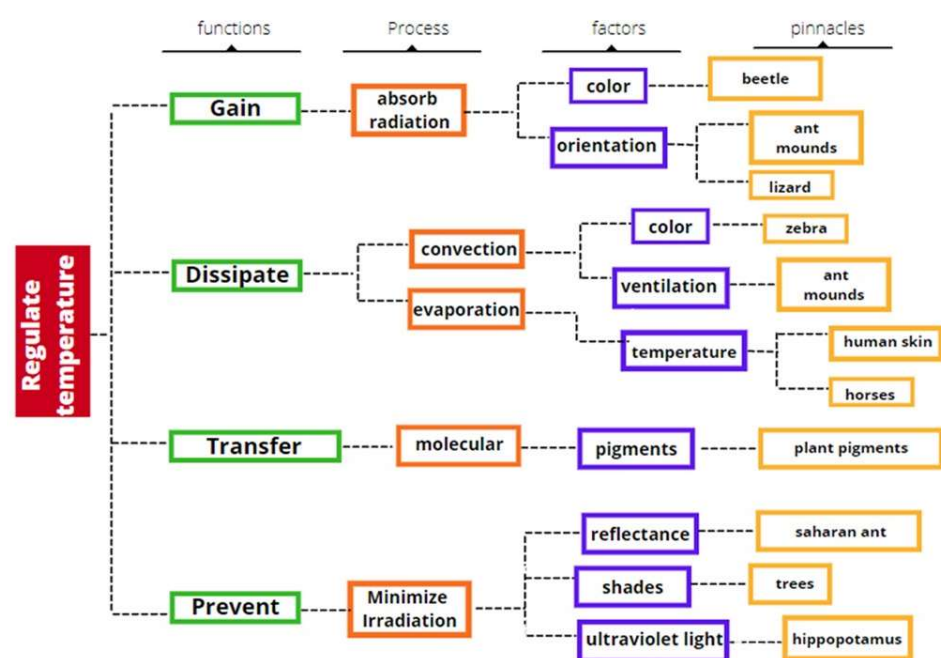 functions
Process
factors
pinnacles
Regulate
temperature
Gain
absorb
radiation
color
beetle
orientation
ant
mounds
lizard
Dissipate
convection
color
zebra
ventilation
ant
mounds
evaporation
temperature
human skin
horses
Transfer
molecular
pigments
plant pigments
Prevent
Minimize
Irradiation
reflectance
saharan ant
shades
trees
ultraviolet light
hippopotamus